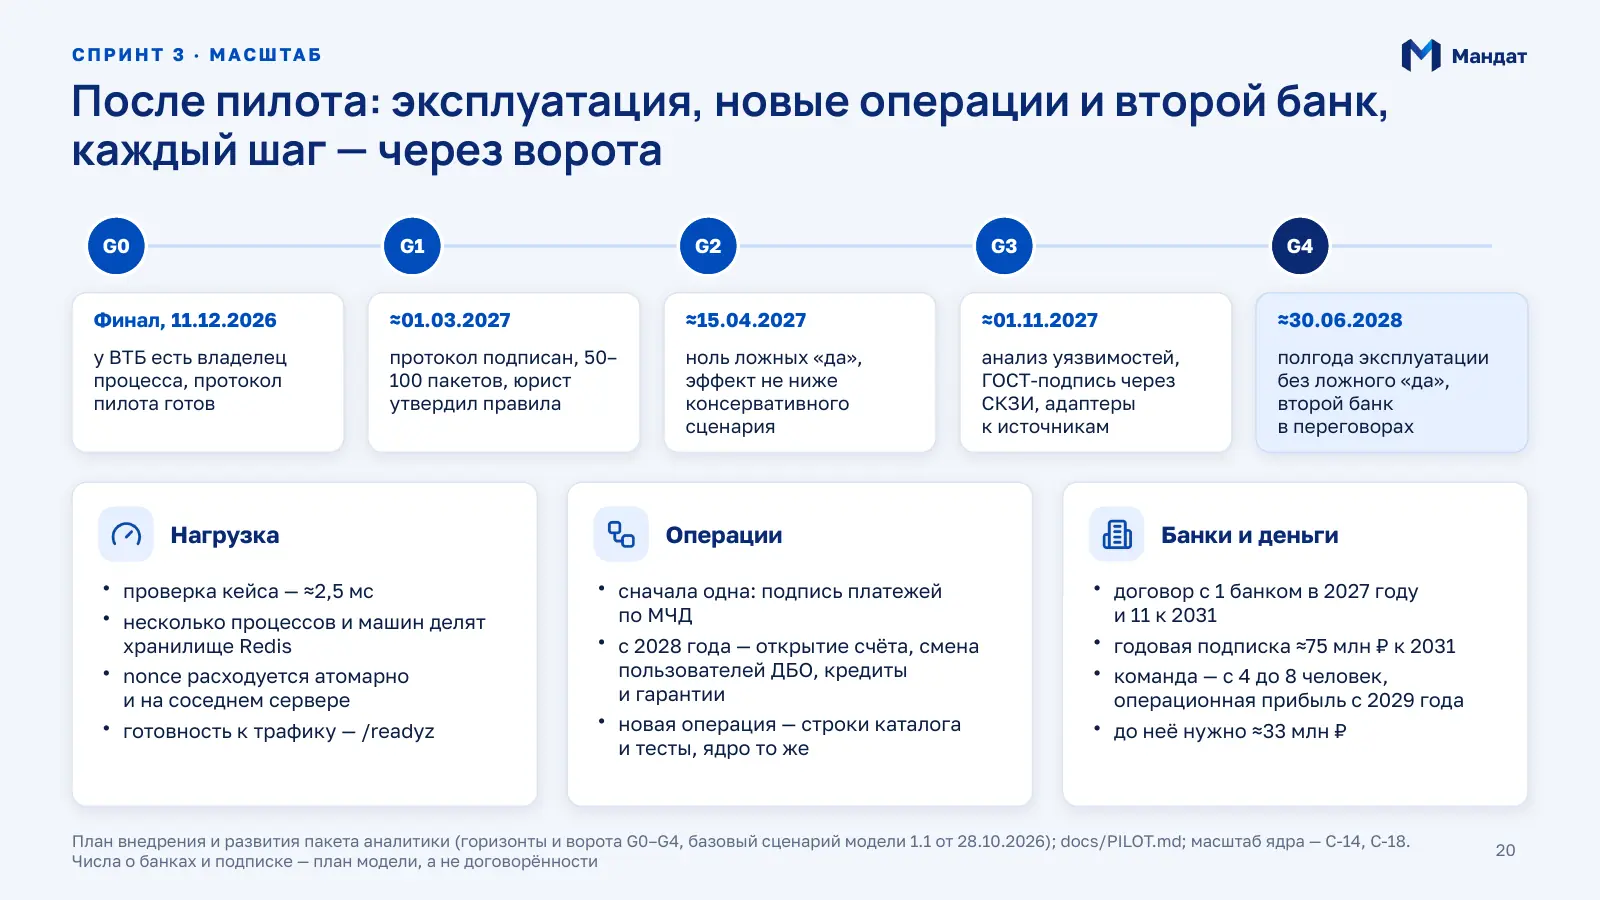 СПРИНТ 3 · МАСШТАБ
Мандат
После пилота: эксплуатация, новые операции и второй банк,
каждый шаг — через ворота
G0
G1
G2
G3
G4
Финал, 11.12.2026
у ВТБ есть владелец
процесса, протокол
пилота готов
≈01.03.2027
протокол подписан, 50–
100 пакетов, юрист
утвердил правила
≈15.04.2027
ноль ложных «да»,
эффект не ниже
консервативного
сценария
≈01.11.2027
анализ уязвимостей,
ГОСТ-подпись через
СКЗИ, адаптеры
к источникам
≈30.06.2028
полгода эксплуатации
без ложного «да»,
второй банк
в переговорах
Нагрузка
• проверка кейса — ≈2,5 мс
• несколько процессов и машин делят
хранилище Redis
• nonce расходуется атомарно
и на соседнем сервере
• готовность к трафику — /readyz
Операции
• сначала одна: подпись платежей
по МЧД
• с 2028 года — открытие счёта, смена
пользователей ДБО, кредиты
и гарантии
• новая операция — строки каталога
и тесты, ядро то же
Банки и деньги
• договор с 1 банком в 2027 году
и 11 к 2031
• годовая подписка ≈75 млн ₽ к 2031
• команда — с 4 до 8 человек,
операционная прибыль с 2029 года
• до неё нужно ≈33 млн ₽
План внедрения и развития пакета аналитики (горизонты и ворота G0–G4, базовый сценарий модели 1.1 от 28.10.2026); docs/PILOT.md; масштаб ядра — С-14, С-18.
Числа о банках и подписке — план модели, а не договорённости
20